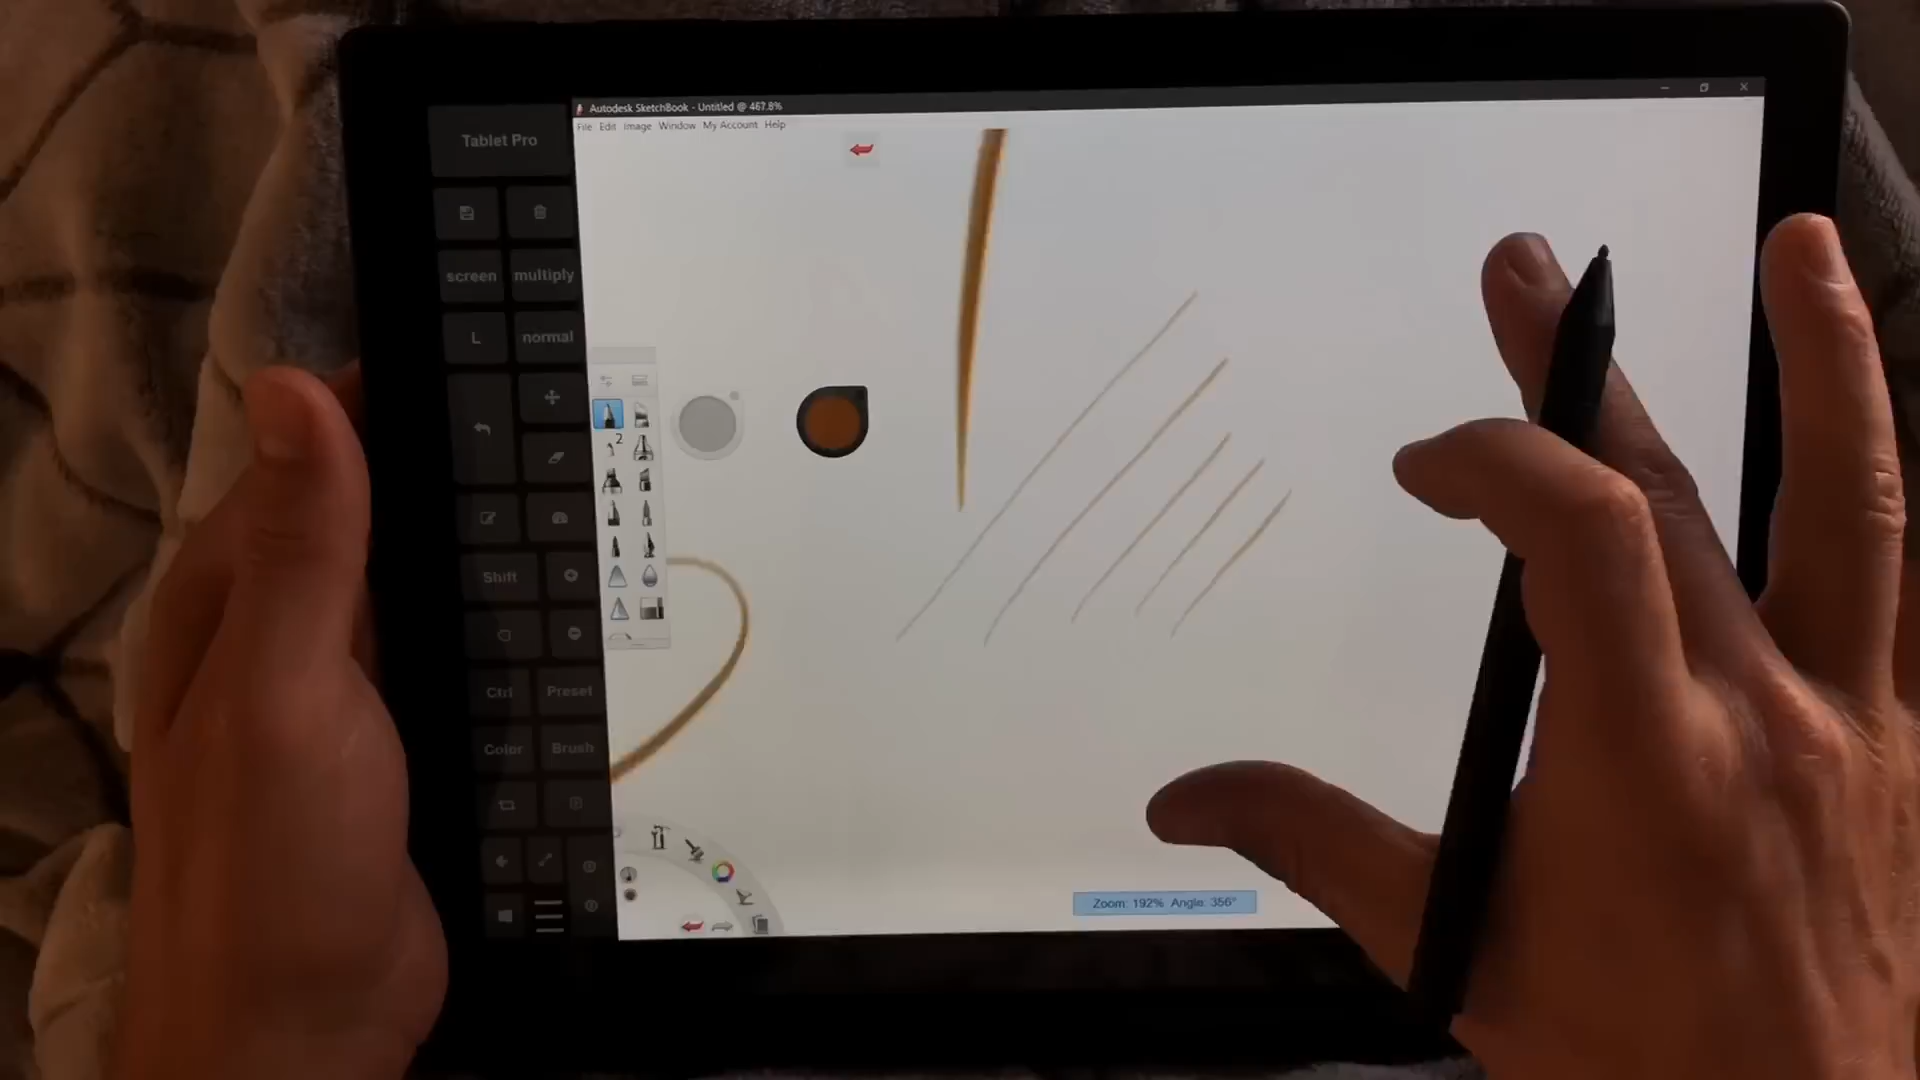 Autodesk SketchBook - Untitled @ 467.8%
File Edit Image Window My Account Help
Tablet Pro
screen multiply
L normal
2
Shift
Ctrl Preset
Color Brush
Zoom: 192% Angle: 356°